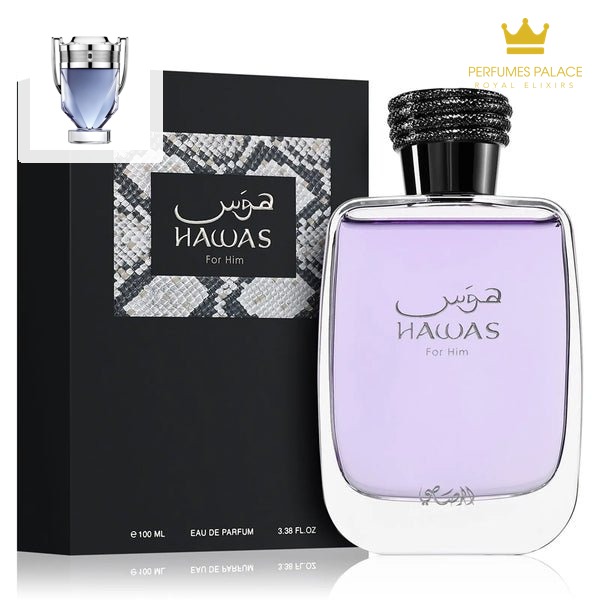 PERFUMES PALACE
ROYAL ELIXIRS
هوَس
HAWAS
For Him
℮ 100 ML EAU DE PARFUM 3.38 FL.OZ
هوَس
HAWAS
For Him
الرصاصي